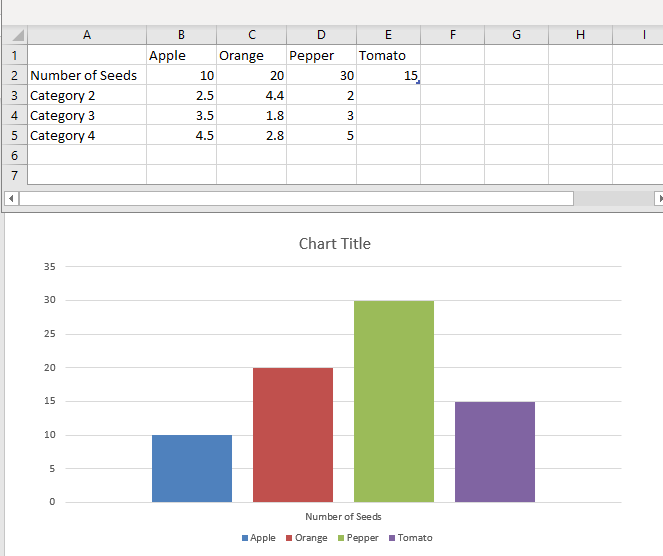 A B C D E F G H I
1 Apple Orange Pepper Tomato
2 Number of Seeds 10 20 30 15
3 Category 2 2.5 4.4 2
4 Category 3 3.5 1.8 3
5 Category 4 4.5 2.8 5
6
7
Chart Title
35
30
25
20
15
10
5
0
Number of Seeds
Apple Orange Pepper Tomato